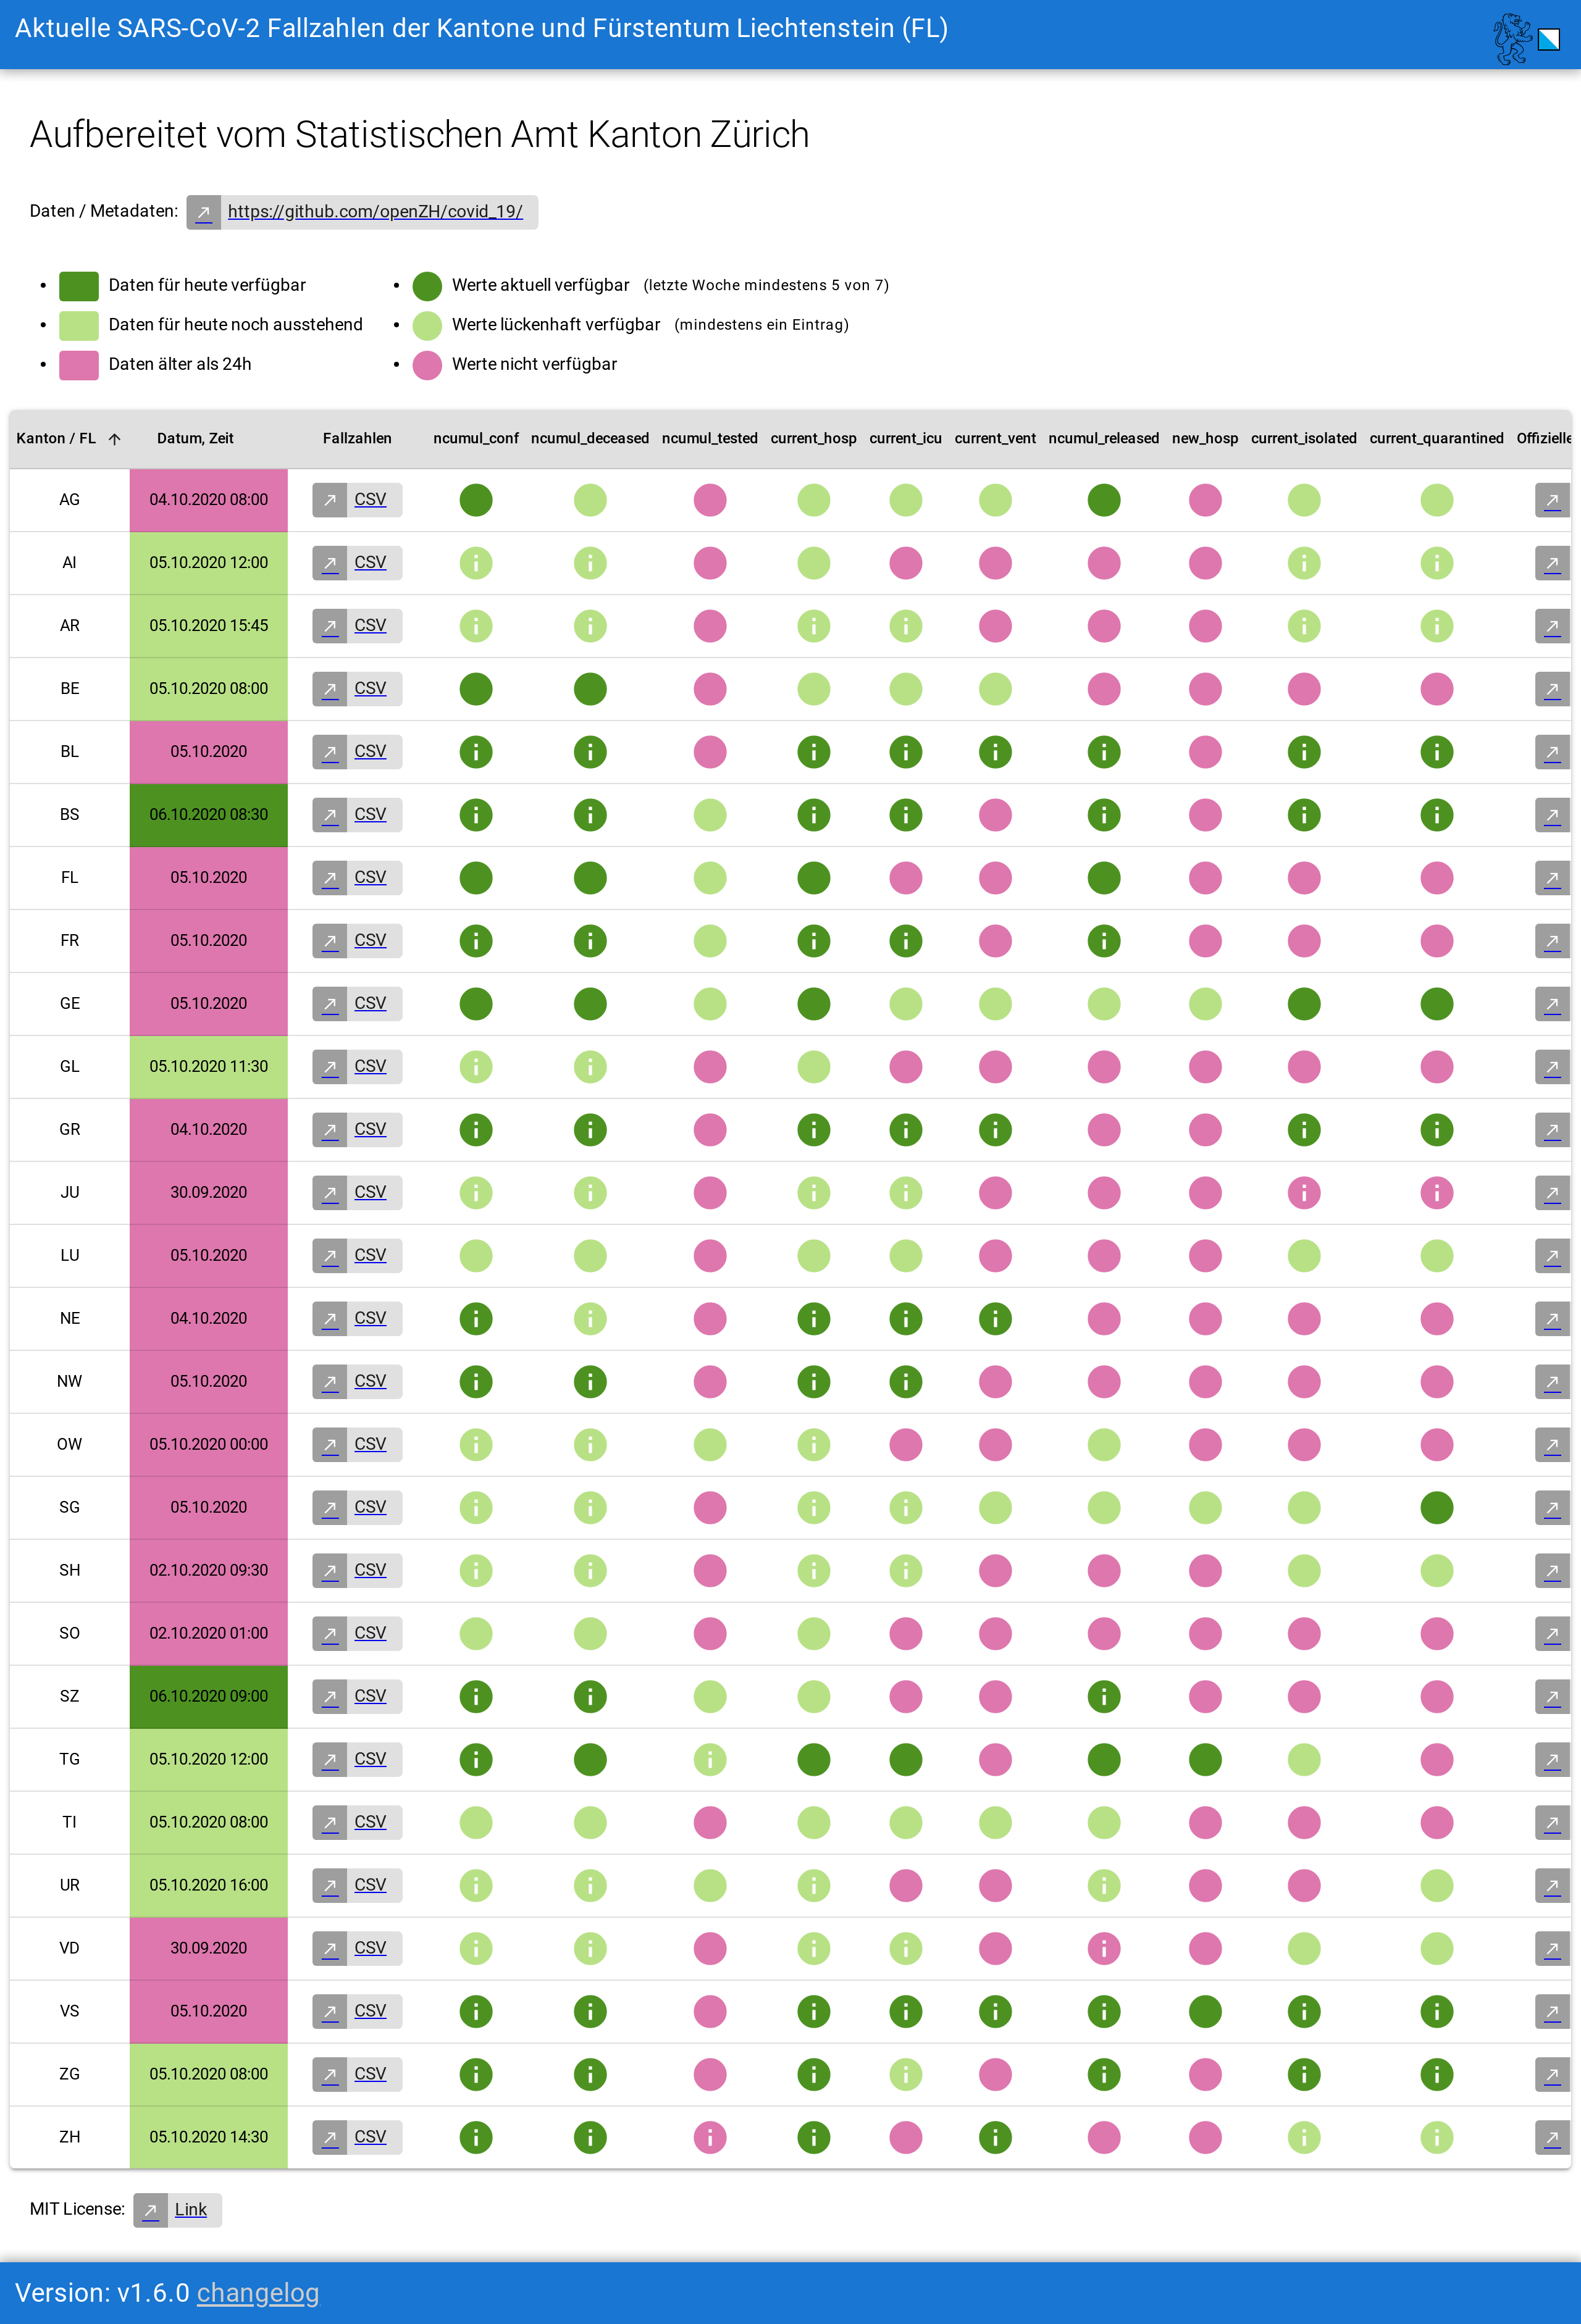 Aktuelle SARS-CoV-2 Fallzahlen der Kantone und Fürstentum Liechtenstein (FL)
Aufbereitet vom Statistischen Amt Kanton Zürich
Daten / Metadaten: https://github.com/openZH/covid_19/
Daten für heute verfügbar Werte aktuell verfügbar (letzte Woche mindestens 5 von 7)
Daten für heute noch ausstehend Werte lückenhaft verfügbar (mindestens ein Eintrag)
Daten älter als 24h Werte nicht verfügbar
Kanton / FL Datum, Zeit Fallzahlen ncumul_conf ncumul_deceased ncumul_tested current_hosp current_icu current_vent ncumul_released new_hosp current_isolated current_quarantined Offizielle
AG 04.10.2020 08:00 CSV
AI 05.10.2020 12:00 CSV
AR 05.10.2020 15:45 CSV
BE 05.10.2020 08:00 CSV
BL 05.10.2020 CSV
BS 06.10.2020 08:30 CSV
FL 05.10.2020 CSV
FR 05.10.2020 CSV
GE 05.10.2020 CSV
GL 05.10.2020 11:30 CSV
GR 04.10.2020 CSV
JU 30.09.2020 CSV
LU 05.10.2020 CSV
NE 04.10.2020 CSV
NW 05.10.2020 CSV
OW 05.10.2020 00:00 CSV
SG 05.10.2020 CSV
SH 02.10.2020 09:30 CSV
SO 02.10.2020 01:00 CSV
SZ 06.10.2020 09:00 CSV
TG 05.10.2020 12:00 CSV
TI 05.10.2020 08:00 CSV
UR 05.10.2020 16:00 CSV
VD 30.09.2020 CSV
VS 05.10.2020 CSV
ZG 05.10.2020 08:00 CSV
ZH 05.10.2020 14:30 CSV
MIT License: Link
Version: v1.6.0 changelog